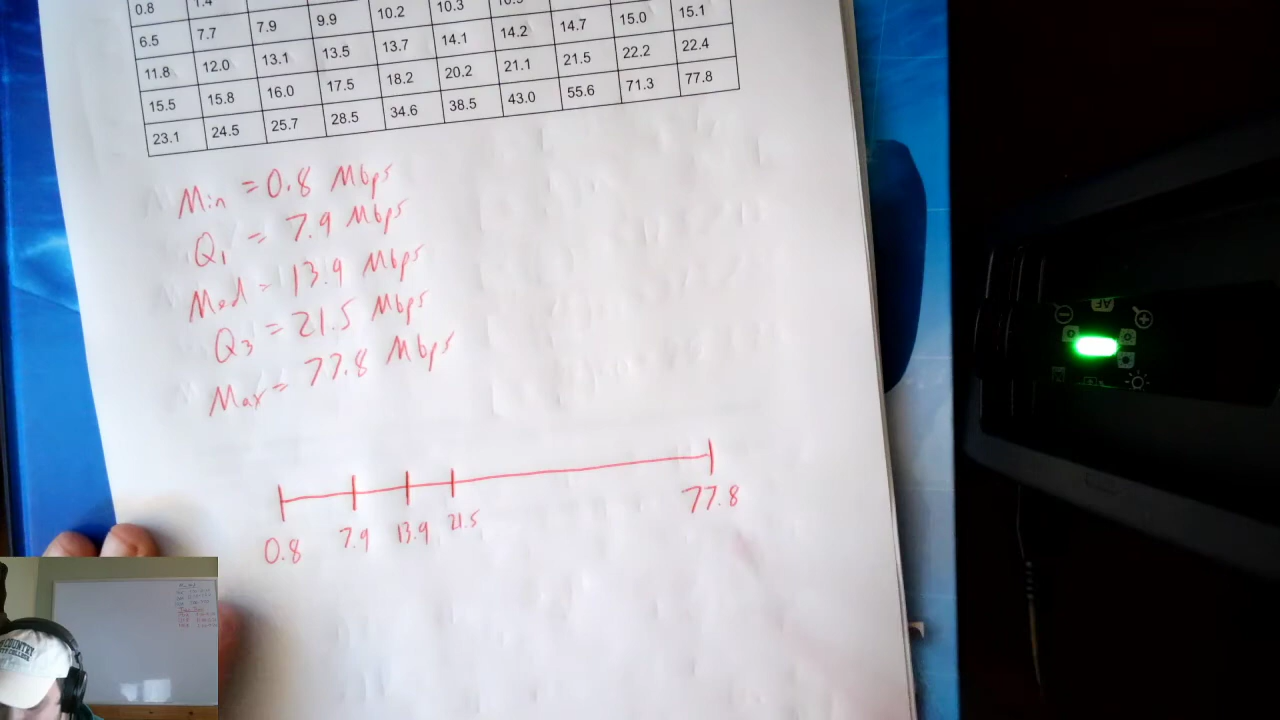 0.8 1.4
6.5 7.7 7.9 9.9 10.2 10.3 14.7 15.0 15.1
11.8 12.0 13.1 13.5 13.7 14.1 14.2 21.5 22.2 22.4
15.5 15.8 16.0 17.5 18.2 20.2 21.1 55.6 71.3 77.8
23.1 24.5 25.7 28.5 34.6 38.5 43.0
Min = 0.8 Mbps
Q1 = 7.9 Mbps
Med = 13.9 Mbps
Q3 = 21.5 Mbps
Max = 77.8 Mbps
0.8 7.9 13.9 21.5 77.8
AF
COUNTRY